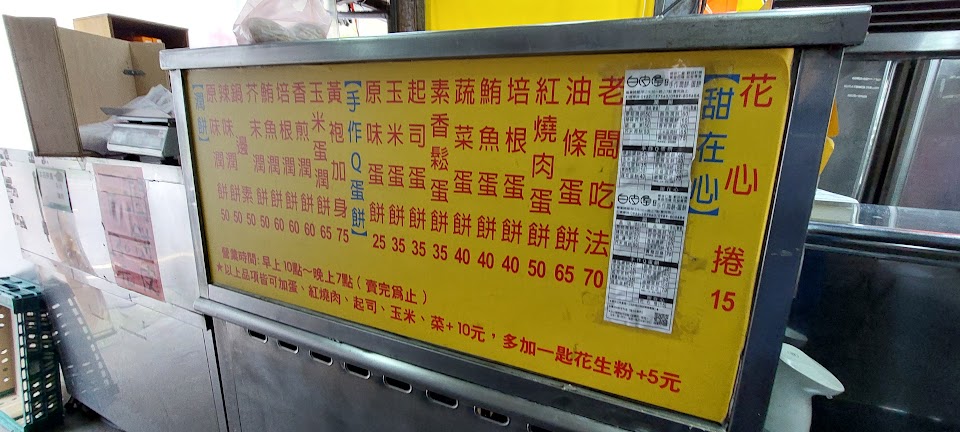 【潤餅】
原味潤餅 50
辣味潤餅 50
鍋邊素 50
芥末潤餅 50
鮪魚潤餅 60
培根潤餅 60
香煎潤餅 60
玉米蛋潤餅 65
黃袍加身 75
【手作Q蛋餅】
原味蛋餅 25
玉米蛋餅 35
起司蛋餅 35
素香鬆蛋餅 35
蔬菜蛋餅 40
鮪魚蛋餅 40
培根蛋餅 40
紅燒肉蛋餅 50
油條蛋餅 65
老闆吃法 70
【甜在心】
花心捲 15
營業時間: 早上10點～晚上7點（賣完為止）
★以上品項皆可加蛋、紅燒肉、起司、玉米、菜+10元，多加一匙花生粉+5元